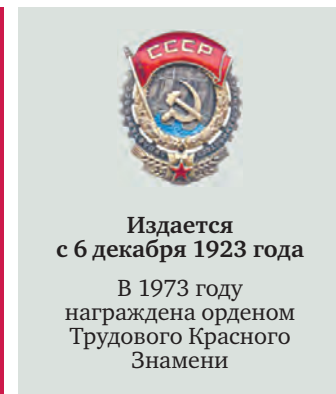 СССР
Издается
с 6 декабря 1923 года
В 1973 году
награждена орденом
Трудового Красного
Знамени